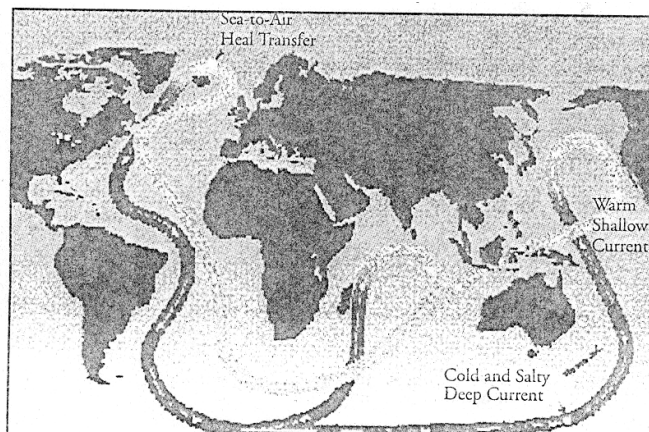 Sea-to-Air
Heal Transfer
Warm
Shallow
Current
Cold and Salty
Deep Current